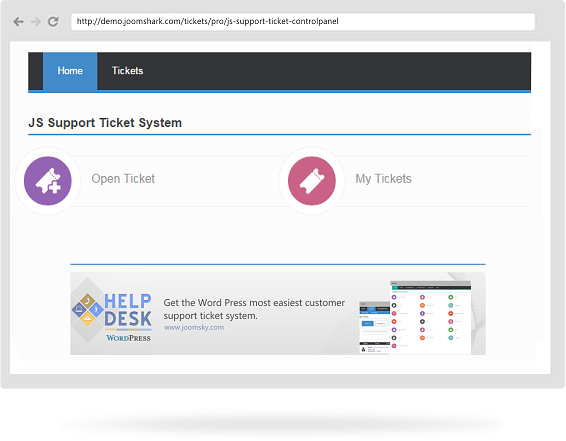 http://demo.joomshark.com/tickets/pro/js-support-ticket-controlpanel
Home Tickets
JS Support Ticket System
Open Ticket My Tickets
HELP
DESK
WORDPRESS
Get the Word Press most easiest customer
support ticket system.
www.joomsky.com